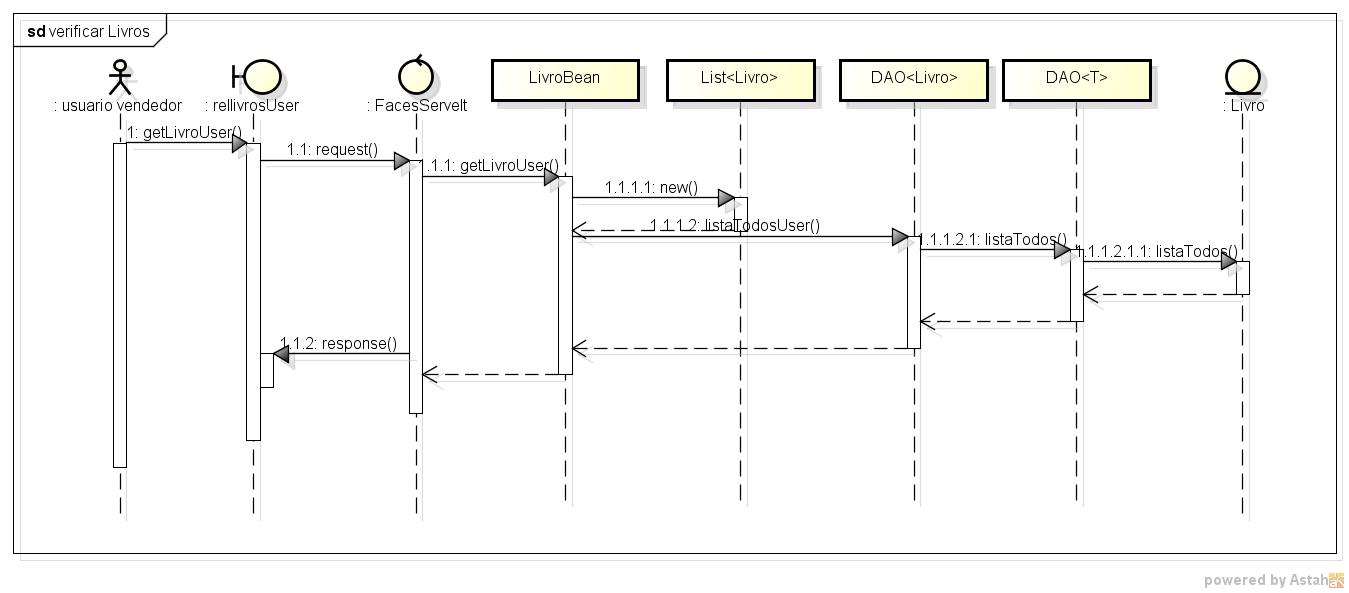 sd verificar Livros
: usuario vendedor
: rellivrosUser
: FacesServelt
LivroBean
List<Livro>
DAO<Livro>
DAO<T>
: Livro
1: getLivroUser()
1.1: request()
1.1.1: getLivroUser()
1.1.1.1: new()
1.1.1.2: listaTodosUser()
1.1.1.2.1: listaTodos()
1.1.1.2.1.1: listaTodos()
1.1.2: response()
powered by Astah